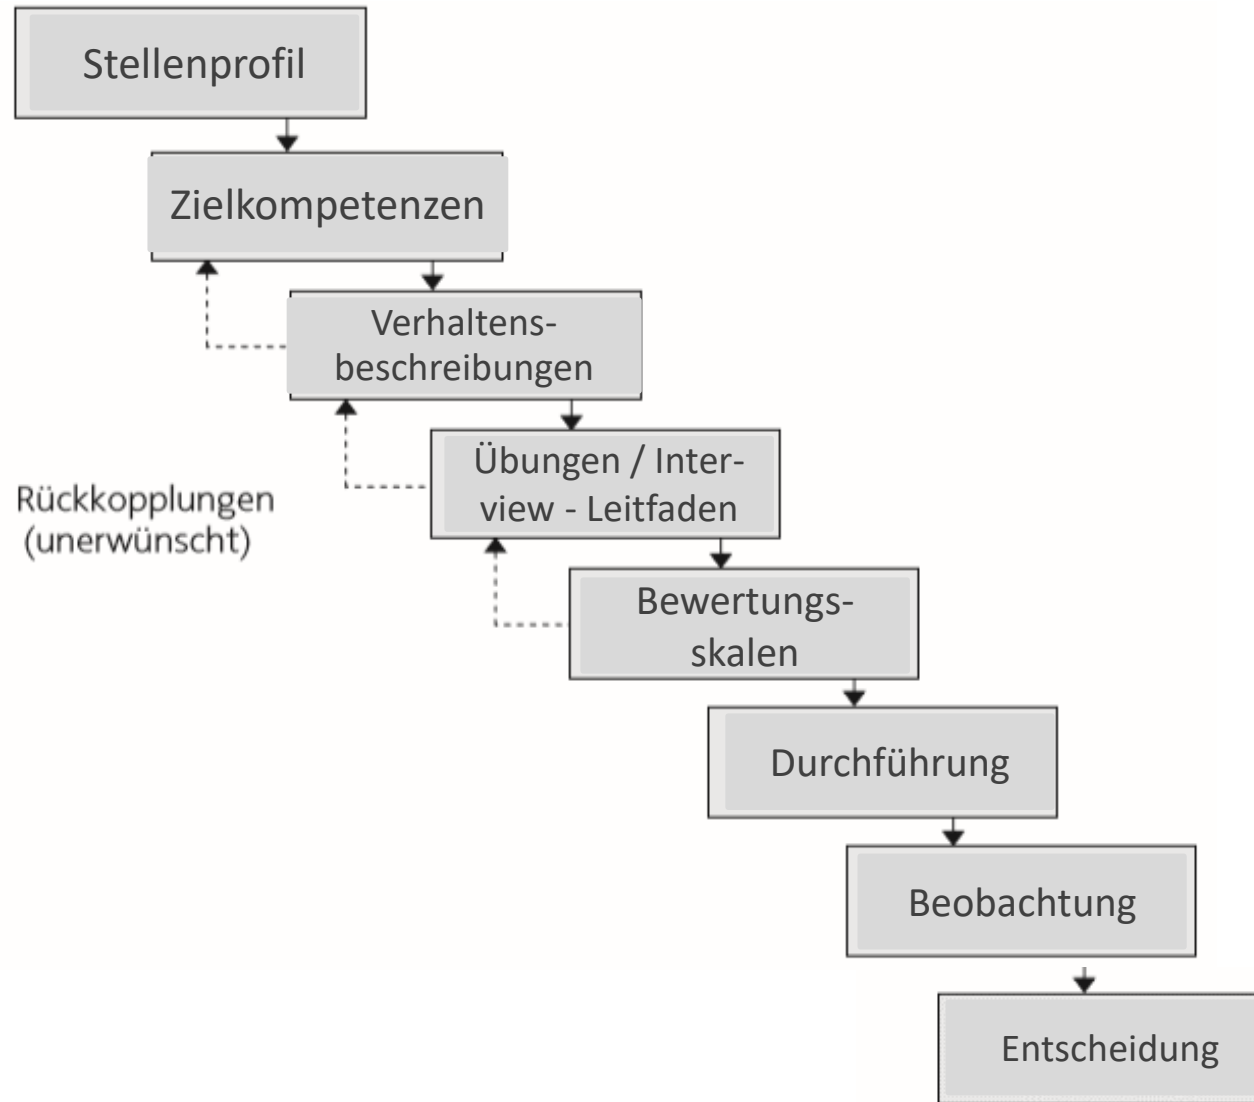 Stellenprofil
Zielkompetenzen
Verhaltens-
beschreibungen
Übungen / Inter-
view - Leitfaden
Rückkopplungen
(unerwünscht)
Bewertungs-
skalen
Durchführung
Beobachtung
Entscheidung